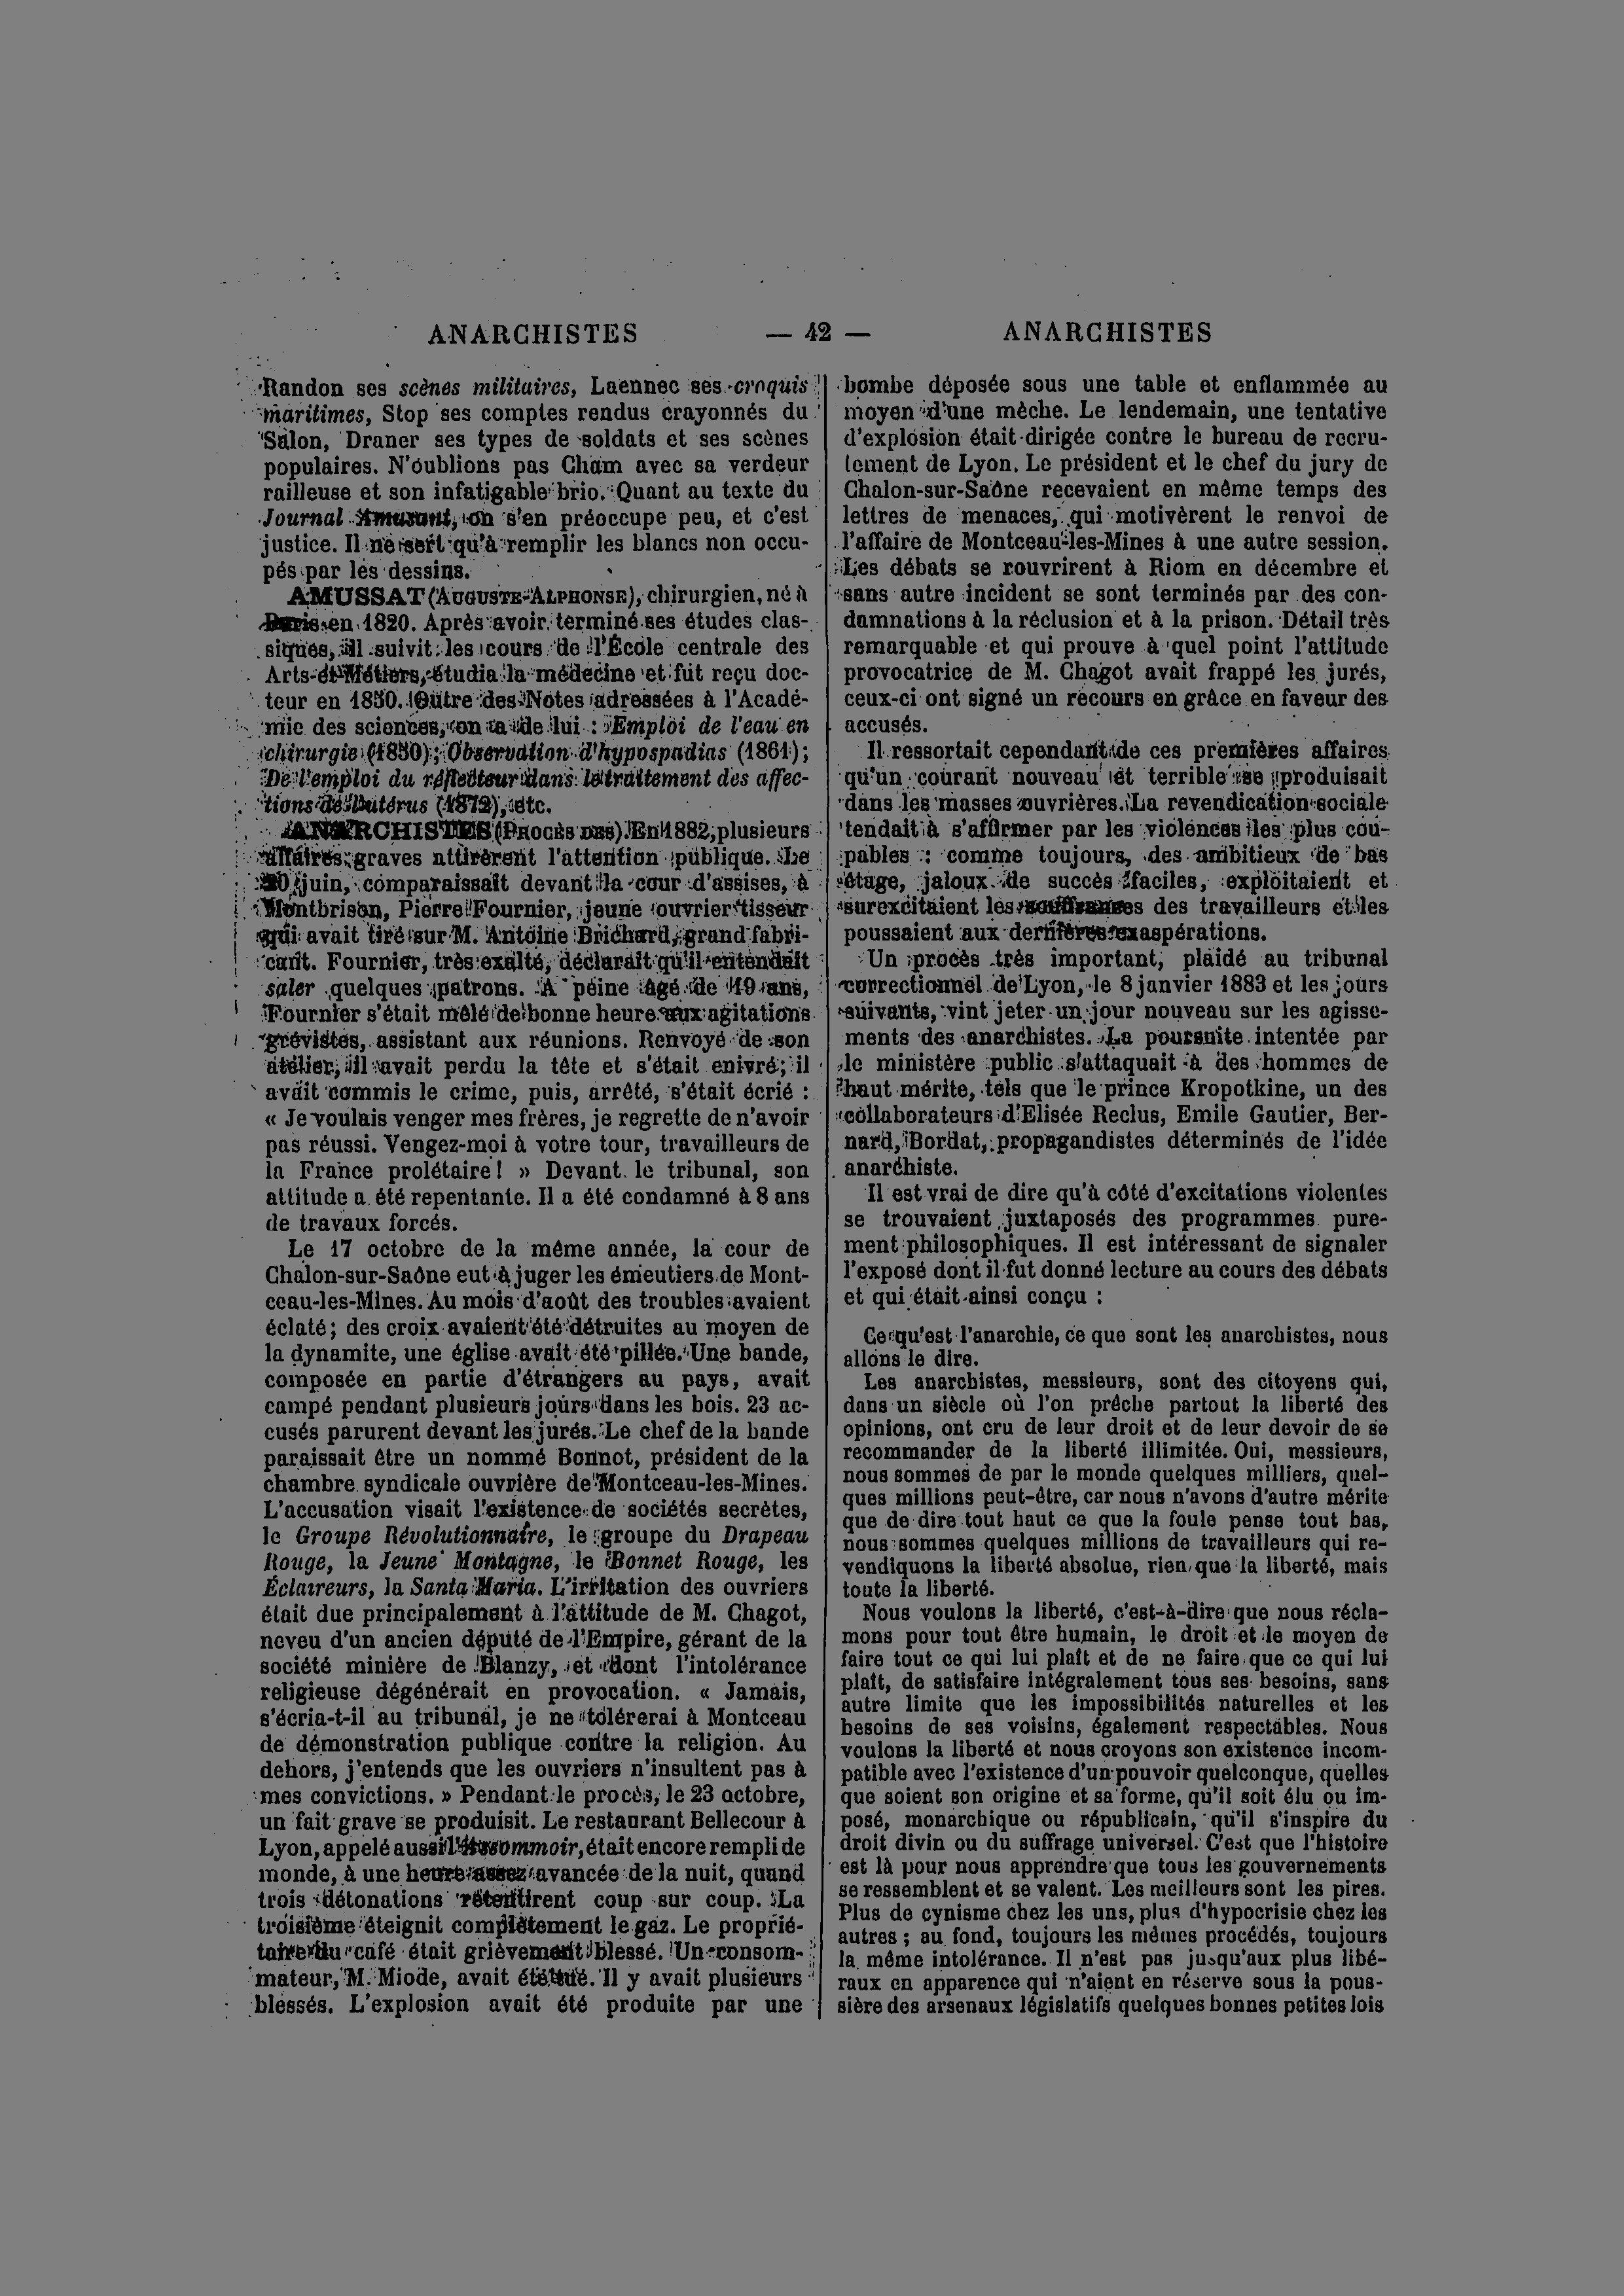 ANARCHISTES — 42 — ANARCHISTES
Randon ses scènes militaires, Laennec ses croquis
maritimes, Stop ses comptes rendus crayonnés du
Salon, Draner ses types de soldats et ses scènes
populaires. N'oublions pas Cham avec sa verdeur
railleuse et son infatigable brio. Quant au texte du
Journal Amusant, on s'en préoccupe peu, et c'est
justice. Il ne sert qu'à remplir les blancs non occu-
pés par les dessins.
AMUSSAT (AUGUSTE-ALPHONSE), chirurgien, né à
Paris en 1820. Après avoir terminé ses études clas-
siques, il suivit les cours de l'École centrale des
Arts-et-Métiers, étudia la médecine et fut reçu doc-
teur en 1850. Outre des Notes adressées à l'Acadé-
mie des sciences, on a de lui : Emploi de l'eau en
chirurgie (1850); Observation d'hypospadias (1861);
De l'emploi du réflecteur dans le traitement des affec-
tions de l'utérus (1872), etc.
ANARCHISTES (PROCÈS DES). En 1882, plusieurs
affaires graves attirèrent l'attention publique. Le
juin, comparaissait devant la cour d'assises, à
Montbrison, Pierre Fournier, jeune ouvrier tisseur
qui avait tiré sur M. Antoine Brichard, grand fabri-
cant. Fournier, très exalté, déclarait qu'il entendait
saler quelques patrons. A peine âgé de 19 ans,
Fournier s'était mêlé de bonne heure aux agitations
grévistes, assistant aux réunions. Renvoyé de son
atelier, il avait perdu la tête et s'était enivré; il
avait commis le crime, puis, arrêté, s'était écrié :
« Je voulais venger mes frères, je regrette de n'avoir
pas réussi. Vengez-moi à votre tour, travailleurs de
la France prolétaire! » Devant le tribunal, son
attitude a été repentante. Il a été condamné à 8 ans
de travaux forcés.
Le 17 octobre de la même année, la cour de
Chalon-sur-Saône eut à juger les émeutiers de Mont-
ceau-les-Mines. Au mois d'août des troubles avaient
éclaté; des croix avaient été détruites au moyen de
la dynamite, une église avait été pillée. Une bande,
composée en partie d'étrangers au pays, avait
campé pendant plusieurs jours dans les bois. 23 ac-
cusés parurent devant les jurés. Le chef de la bande
paraissait être un nommé Bonnot, président de la
chambre syndicale ouvrière de Montceau-les-Mines.
L'accusation visait l'existence de sociétés secrètes,
le Groupe Révolutionnaire, le groupe du Drapeau
Rouge, la Jeune Montagne, le Bonnet Rouge, les
Éclaireurs, la Santa Maria. L'irritation des ouvriers
était due principalement à l'attitude de M. Chagot,
neveu d'un ancien député de l'Empire, gérant de la
société minière de Blanzy, et dont l'intolérance
religieuse dégénérait en provocation. « Jamais,
s'écria-t-il au tribunal, je ne tolérerai à Montceau
de démonstration publique contre la religion. Au
dehors, j'entends que les ouvriers n'insultent pas à
mes convictions. » Pendant le procès, le 23 octobre,
un fait grave se produisit. Le restaurant Bellecour à
Lyon, appelé aussi l'Assommoir, était encore rempli de
monde, à une heure assez avancée de la nuit, quand
trois détonations retentirent coup sur coup. La
troisième éteignit complètement le gaz. Le proprié-
taire du café était grièvement blessé. Un consom-
mateur, M. Miode, avait été tué. Il y avait plusieurs
blessés. L'explosion avait été produite par une
bombe déposée sous une table et enflammée au
moyen d'une mèche. Le lendemain, une tentative
d'explosion était dirigée contre le bureau de recru-
tement de Lyon. Le président et le chef du jury de
Chalon-sur-Saône recevaient en même temps des
lettres de menaces, qui motivèrent le renvoi de
l'affaire de Montceau-les-Mines à une autre session.
Les débats se rouvrirent à Riom en décembre et
sans autre incident se sont terminés par des con-
damnations à la réclusion et à la prison. Détail très
remarquable et qui prouve à quel point l'attitude
provocatrice de M. Chagot avait frappé les jurés,
ceux-ci ont signé un recours en grâce en faveur des
accusés.
Il ressortait cependant de ces premières affaires
qu'un courant nouveau et terrible se produisait
dans les masses ouvrières. La revendication sociale
tendait à s'affirmer par les violences les plus cou-
pables : comme toujours, des ambitieux de bas
étage, jaloux de succès faciles, exploitaient et
surexcitaient les souffrances des travailleurs et les
poussaient aux dernières exaspérations.
Un procès très important, plaidé au tribunal
correctionnel de Lyon, le 8 janvier 1883 et les jours
suivants, vint jeter un jour nouveau sur les agisse-
ments des anarchistes. La poursuite intentée par
le ministère public s'attaquait à des hommes de
haut mérite, tels que le prince Kropotkine, un des
collaborateurs d'Elisée Reclus, Emile Gautier, Ber-
nard, Bordat, propagandistes déterminés de l'idée
anarchiste.
Il est vrai de dire qu'à côté d'excitations violentes
se trouvaient juxtaposés des programmes pure-
ment philosophiques. Il est intéressant de signaler
l'exposé dont il fut donné lecture au cours des débats
et qui était ainsi conçu :
Ce qu'est l'anarchie, ce que sont les anarchistes, nous
allons le dire.
Les anarchistes, messieurs, sont des citoyens qui,
dans un siècle où l'on prêche partout la liberté des
opinions, ont cru de leur droit et de leur devoir de se
recommander de la liberté illimitée. Oui, messieurs,
nous sommes de par le monde quelques milliers, quel-
ques millions peut-être, car nous n'avons d'autre mérite
que de dire tout haut ce que la foule pense tout bas,
nous sommes quelques millions de travailleurs qui re-
vendiquons la liberté absolue, rien que la liberté, mais
toute la liberté.
Nous voulons la liberté, c'est-à-dire que nous récla-
mons pour tout être humain, le droit et le moyen de
faire tout ce qui lui plaît et de ne faire que ce qui lui
plaît, de satisfaire intégralement tous ses besoins, sans
autre limite que les impossibilités naturelles et les
besoins de ses voisins, également respectables. Nous
voulons la liberté et nous croyons son existence incom-
patible avec l'existence d'un pouvoir quelconque, quelles
que soient son origine et sa forme, qu'il soit élu ou im-
posé, monarchique ou républicain, qu'il s'inspire du
droit divin ou du suffrage universel. C'est que l'histoire
est là pour nous apprendre que tous les gouvernements
se ressemblent et se valent. Les meilleurs sont les pires.
Plus de cynisme chez les uns, plus d'hypocrisie chez les
autres ; au fond, toujours les mêmes procédés, toujours
la même intolérance. Il n'est pas jusqu'aux plus libé-
raux en apparence qui n'aient en réserve sous la pous-
sière des arsenaux législatifs quelques bonnes petites lois